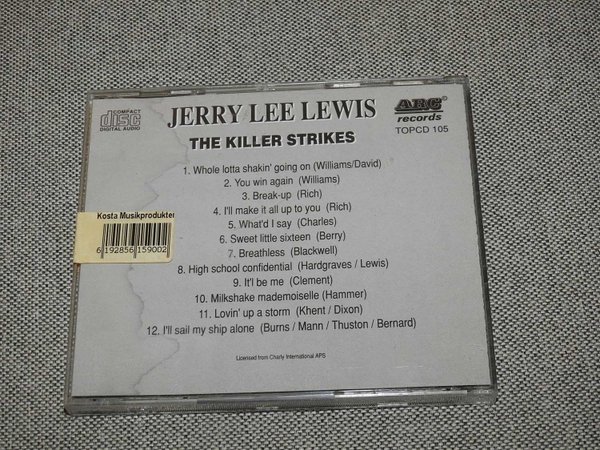 COMPACT
disc
DIGITAL AUDIO
JERRY LEE LEWIS
THE KILLER STRIKES
ARC®
records
TOPCD 105
1. Whole lotta shakin' going on (Williams/David)
2. You win again (Williams)
3. Break-up (Rich)
4. I'll make it all up to you (Rich)
5. What'd I say (Charles)
6. Sweet little sixteen (Berry)
7. Breathless (Blackwell)
8. High school confidential (Hardgraves / Lewis)
9. It'l be me (Clement)
10. Milkshake mademoiselle (Hammer)
11. Lovin' up a storm (Khent / Dixon)
12. I'll sail my ship alone (Burns / Mann / Thuston / Bernard)
Kosta Musikprodukter
6 192856 159002
Licensed from Charly International APS